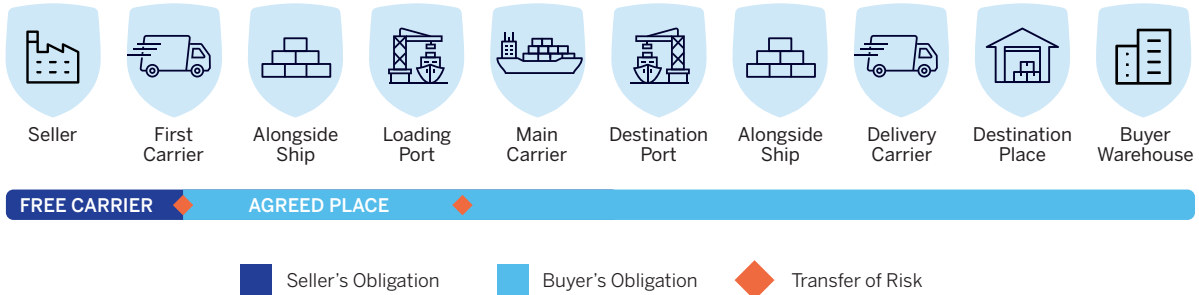 Seller
First
Carrier
Alongside
Ship
Loading
Port
Main
Carrier
Destination
Port
Alongside
Ship
Delivery
Carrier
Destination
Place
Buyer
Warehouse
FREE CARRIER
AGREED PLACE
Seller’s Obligation
Buyer’s Obligation
Transfer of Risk